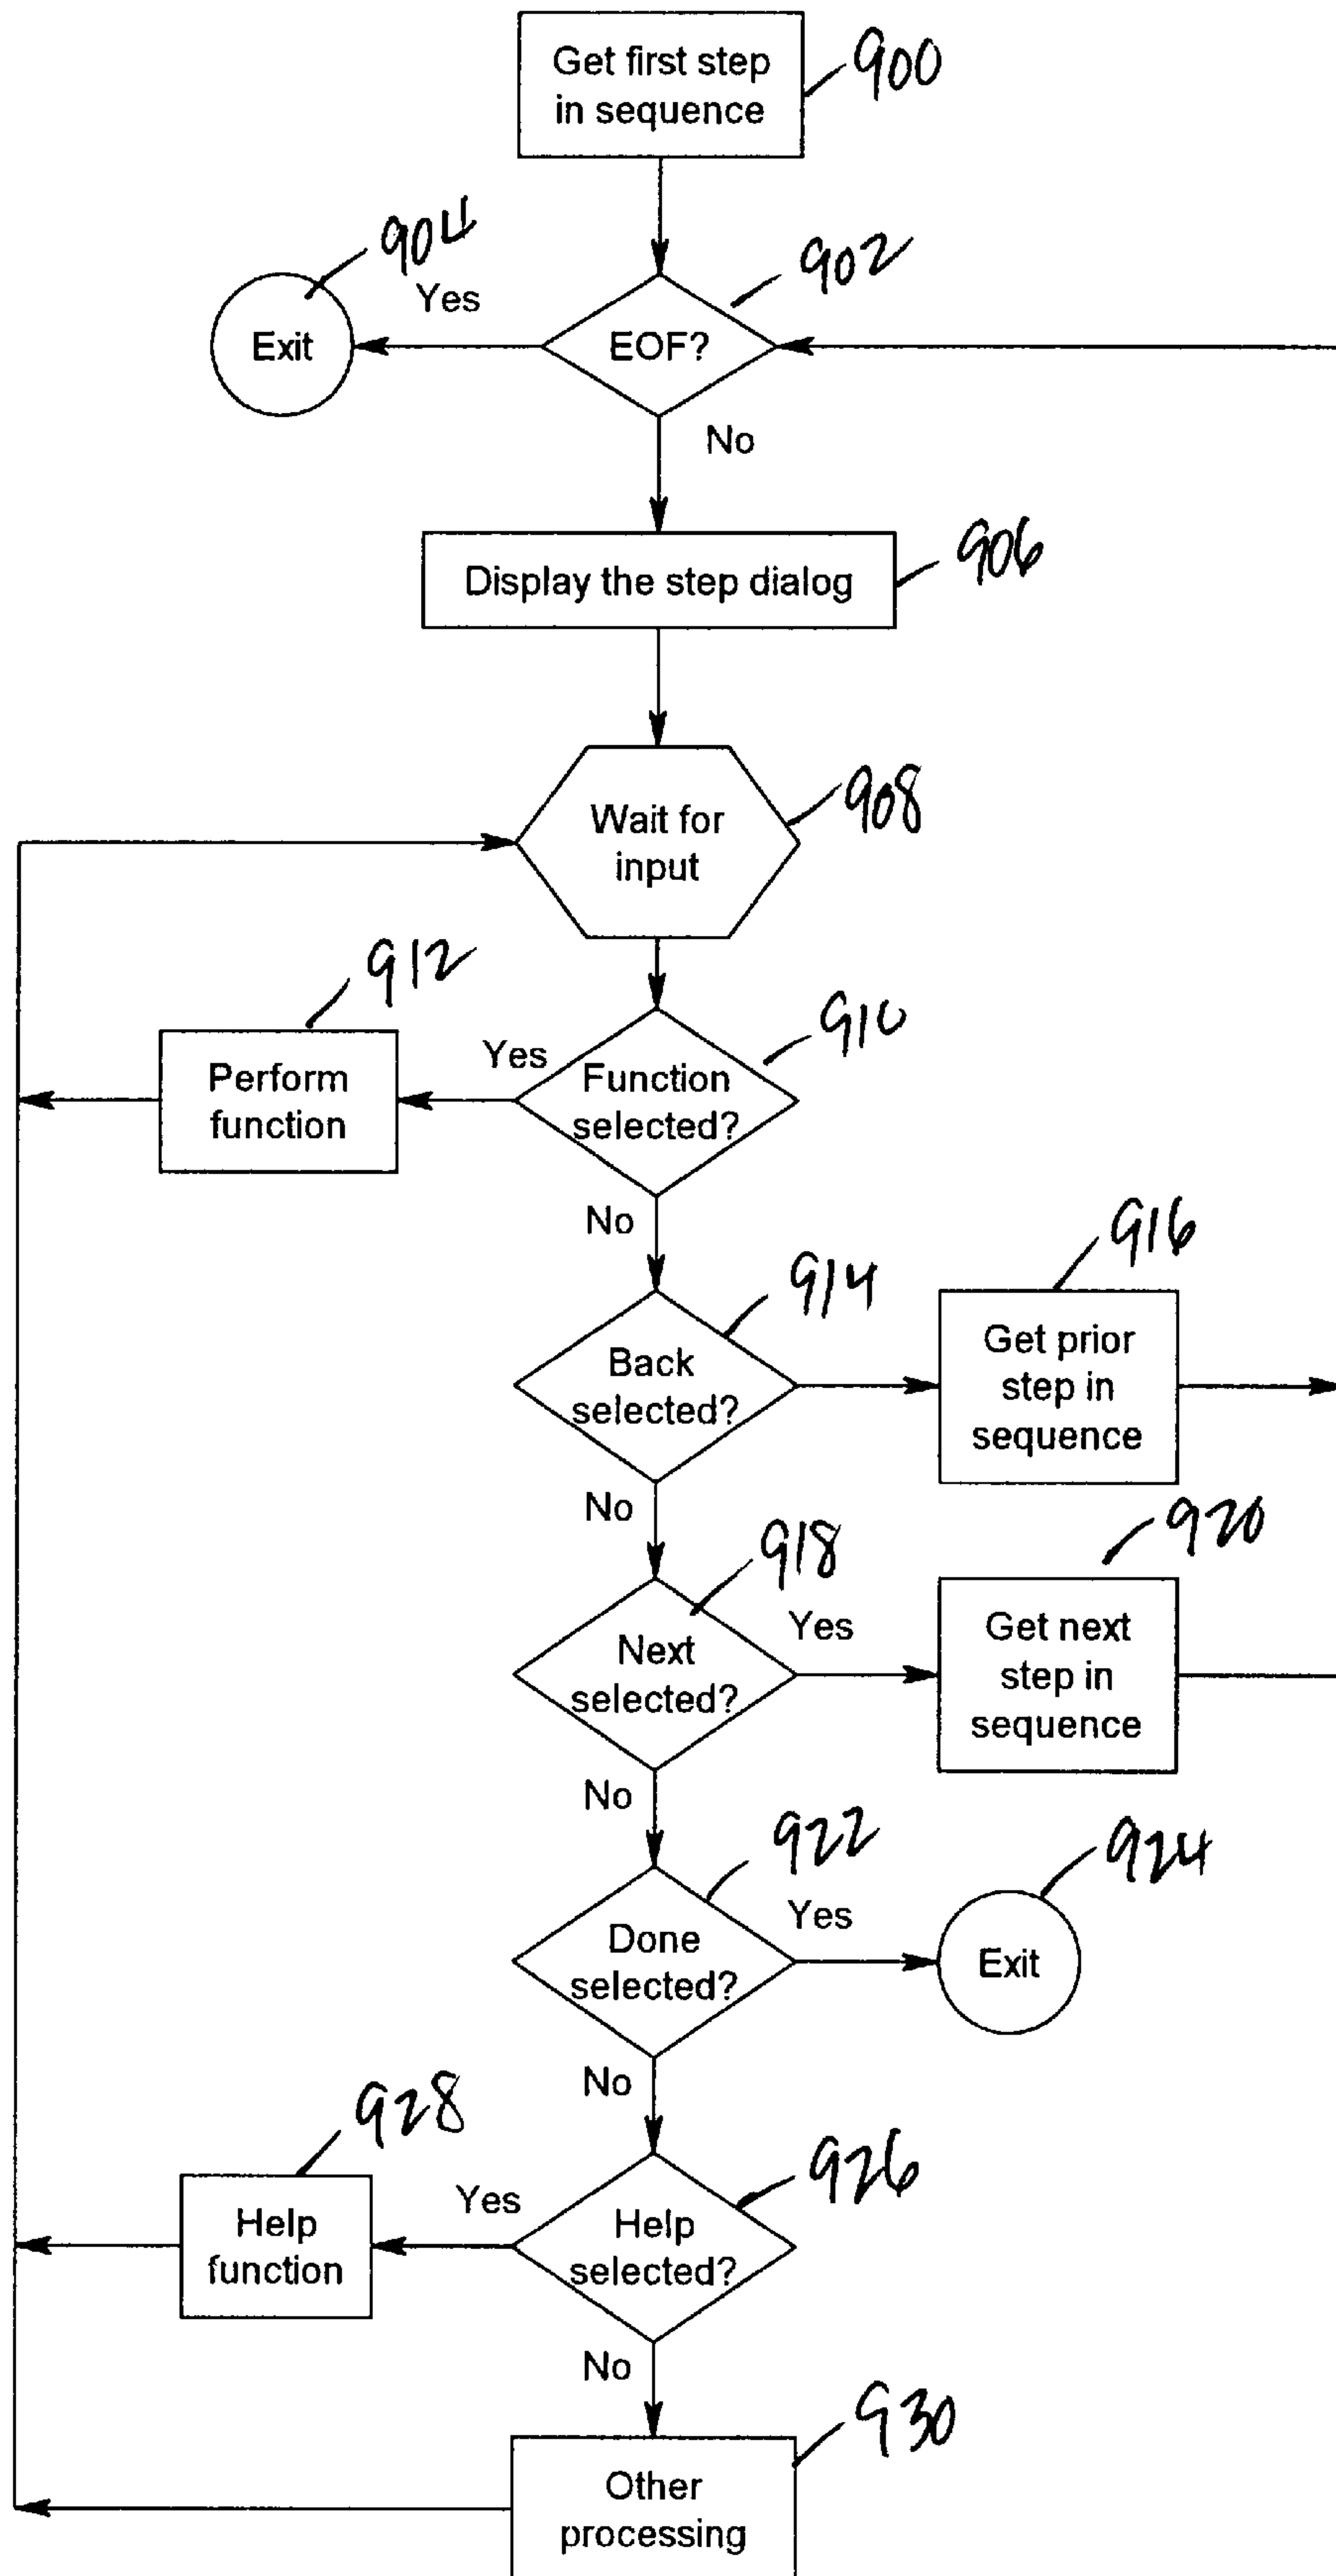 Get first step
in sequence
900
904
Yes
902
Exit
EOF?
No
Display the step dialog
906
Wait for
input
908
912
910
Yes
Perform
function
Function
selected?
No
914
916
Back
selected?
Get prior
step in
sequence
No
918
920
Yes
Next
selected?
Get next
step in
sequence
No
922
924
Yes
Done
selected?
Exit
No
928
926
Yes
Help
function
Help
selected?
No
930
Other
processing